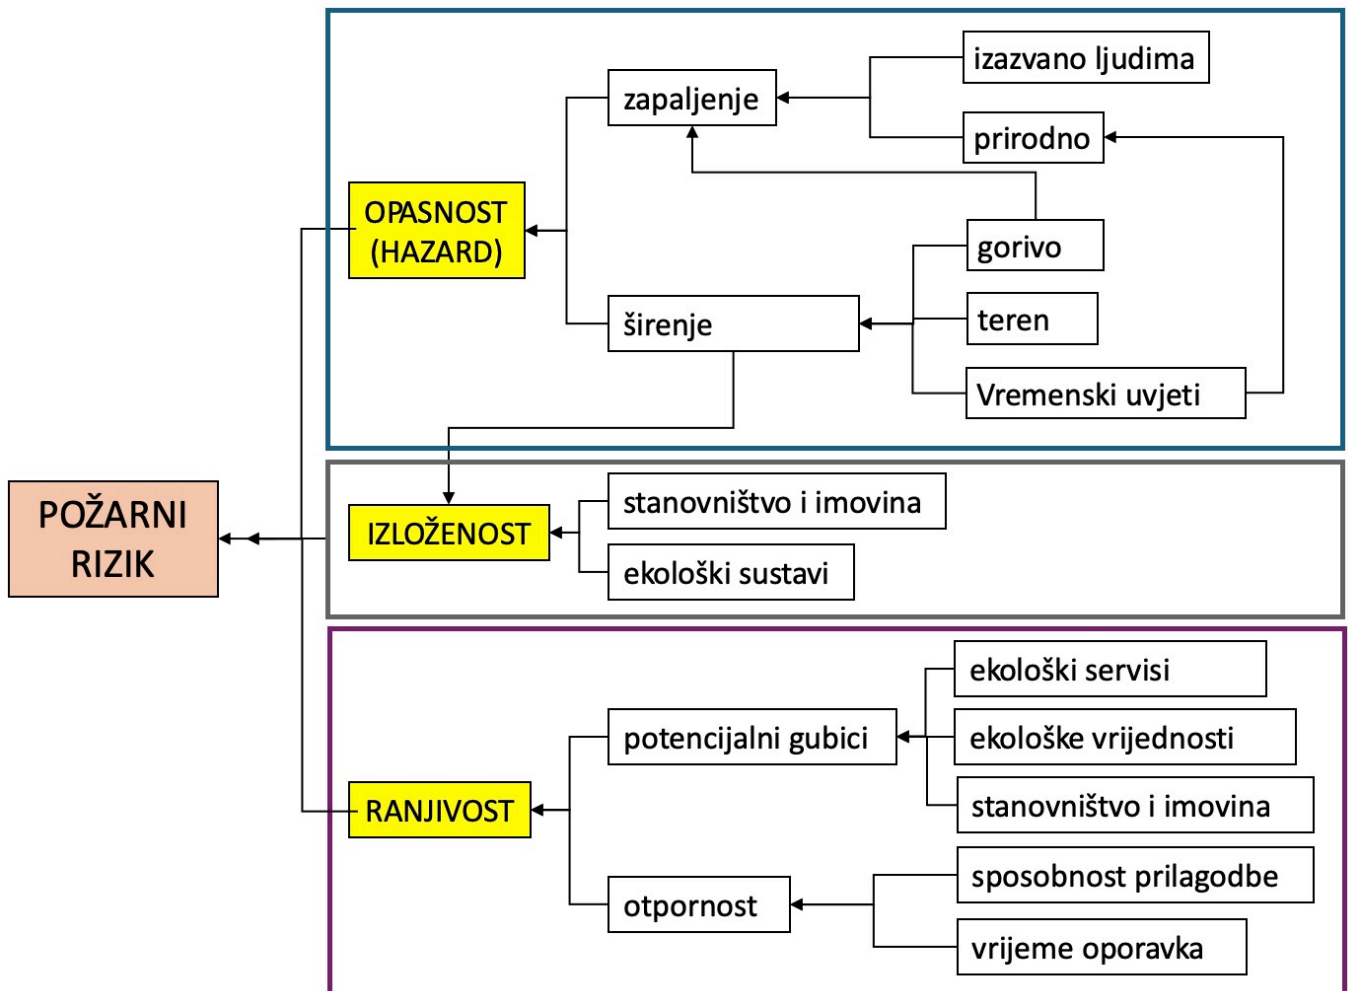 izazvano ljudima
zapaljenje
prirodno
OPASNOST
(HAZARD)
gorivo
širenje
teren
Vremenski uvjeti
POŽARNI
RIZIK
IZLOŽENOST
stanovništvo i imovina
ekološki sustavi
ekološki servisi
potencijalni gubici
ekološke vrijednosti
RANJIVOST
stanovništvo i imovina
sposobnost prilagodbe
otpornost
vrijeme oporavka